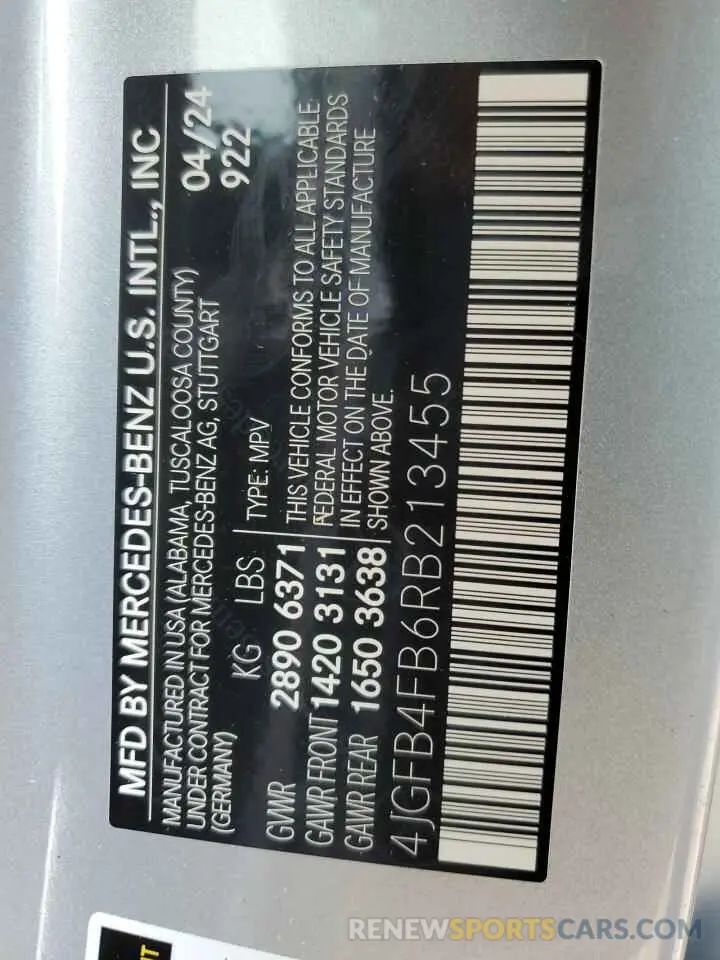 MFD BY MERCEDES-BENZ U.S. INTL., INC
MANUFACTURED IN USA (ALABAMA, TUSCALOOSA COUNTY)
UNDER CONTRACT FOR MERCEDES-BENZ AG, STUTTGART
(GERMANY)
04/24
922
KG LBS TYPE: MPV
GVWR 2890 6371
GAWR FRONT 1420 3131
GAWR REAR 1650 3638
THIS VEHICLE CONFORMS TO ALL APPLICABLE
FEDERAL MOTOR VEHICLE SAFETY STANDARDS
IN EFFECT ON THE DATE OF MANUFACTURE
SHOWN ABOVE.
4JGFB4FB6RB213455
RENEWSPORTSCARS.COM